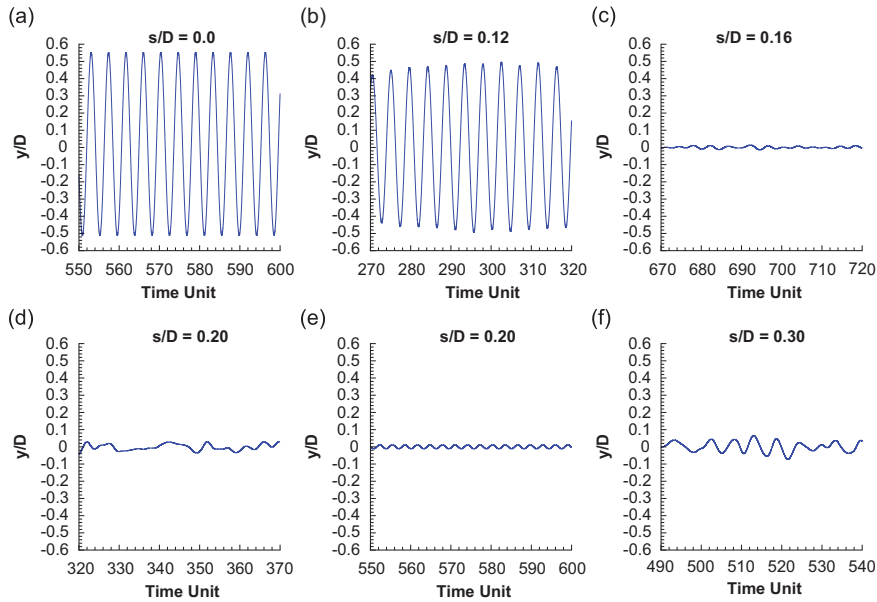 (a)
s/D = 0.0
y/D
0.6
0.5
0.4
0.3
0.2
0.1
0
-0.1
-0.2
-0.3
-0.4
-0.5
-0.6
550 560 570 580 590 600
Time Unit
(b)
s/D = 0.12
y/D
0.6
0.5
0.4
0.3
0.2
0.1
0
-0.1
-0.2
-0.3
-0.4
-0.5
-0.6
270 280 290 300 310 320
Time Unit
(c)
s/D = 0.16
y/D
0.6
0.5
0.4
0.3
0.2
0.1
0
-0.1
-0.2
-0.3
-0.4
-0.5
-0.6
670 680 690 700 710 720
Time Unit
(d)
s/D = 0.20
y/D
0.6
0.5
0.4
0.3
0.2
0.1
0
-0.1
-0.2
-0.3
-0.4
-0.5
-0.6
320 330 340 350 360 370
Time Unit
(e)
s/D = 0.20
y/D
0.6
0.5
0.4
0.3
0.2
0.1
0
-0.1
-0.2
-0.3
-0.4
-0.5
-0.6
550 560 570 580 590 600
Time Unit
(f)
s/D = 0.30
y/D
0.6
0.5
0.4
0.3
0.2
0.1
0
-0.1
-0.2
-0.3
-0.4
-0.5
-0.6
490 500 510 520 530 540
Time Unit